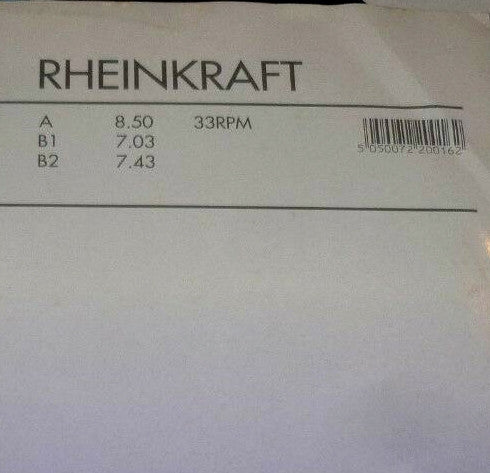 RHEINKRAFT
A 8.50 33RPM
B1 7.03
B2 7.43
5 050072 200162